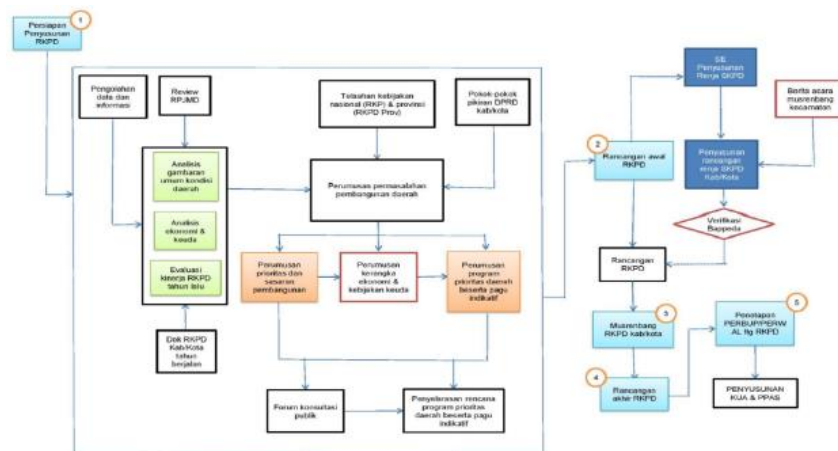 1
Persiapan
Penyusunan
RKPD
Pengolahan
data dan
informasi
Review
RPJMD
Telaahan kebijakan
nasional (RKP) & provinsi
(RKPD Prov)
Pokok-pokok
pikiran DPRD
kab/kota
Analisis
gambaran
umum kondisi
daerah
Analisis
ekonomi &
keuda
Evaluasi
kinerja RKPD
tahun lalu
Dok RKPD
Kab/Kota
tahun
berjalan
Perumusan permasalahan
pembangunan daerah
Perumusan
prioritas dan
sasaran
pembangunan
Perumusan
kerangka
ekonomi &
kebijakan keuda
Perumusan
program
prioritas daerah
beserta pagu
indikatif
Forum konsultasi
publik
Penyelarasan rencana
program prioritas
daerah beserta pagu
indikatif
2
Rancangan awal
RKPD
SE
Penyusunan
Renja SKPD
Berita acara
musrenbang
kecamatan
Penyusunan
rancangan
renja SKPD
Kab/Kota
Verifikasi
Bappeda
Rancangan
RKPD
3
Musrenbang
RKPD kab/kota
4
Rancangan
akhir RKPD
5
Penetapan
PERBUP/PERW
AL ttg RKPD
PENYUSUNAN
KUA & PPAS